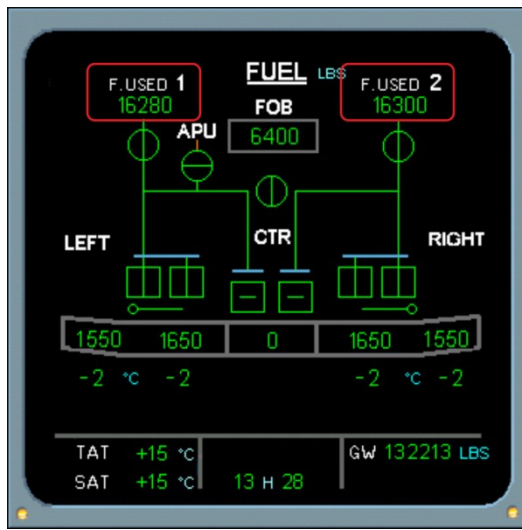 FUEL LBS
F.USED 1
16280
F.USED 2
16300
FOB
6400
APU
LEFT
CTR
RIGHT
1550 1650 0 1650 1550
-2 °C -2 -2 °C -2
TAT +15 °C
GW 132213 LBS
SAT +15 °C
13 H 28